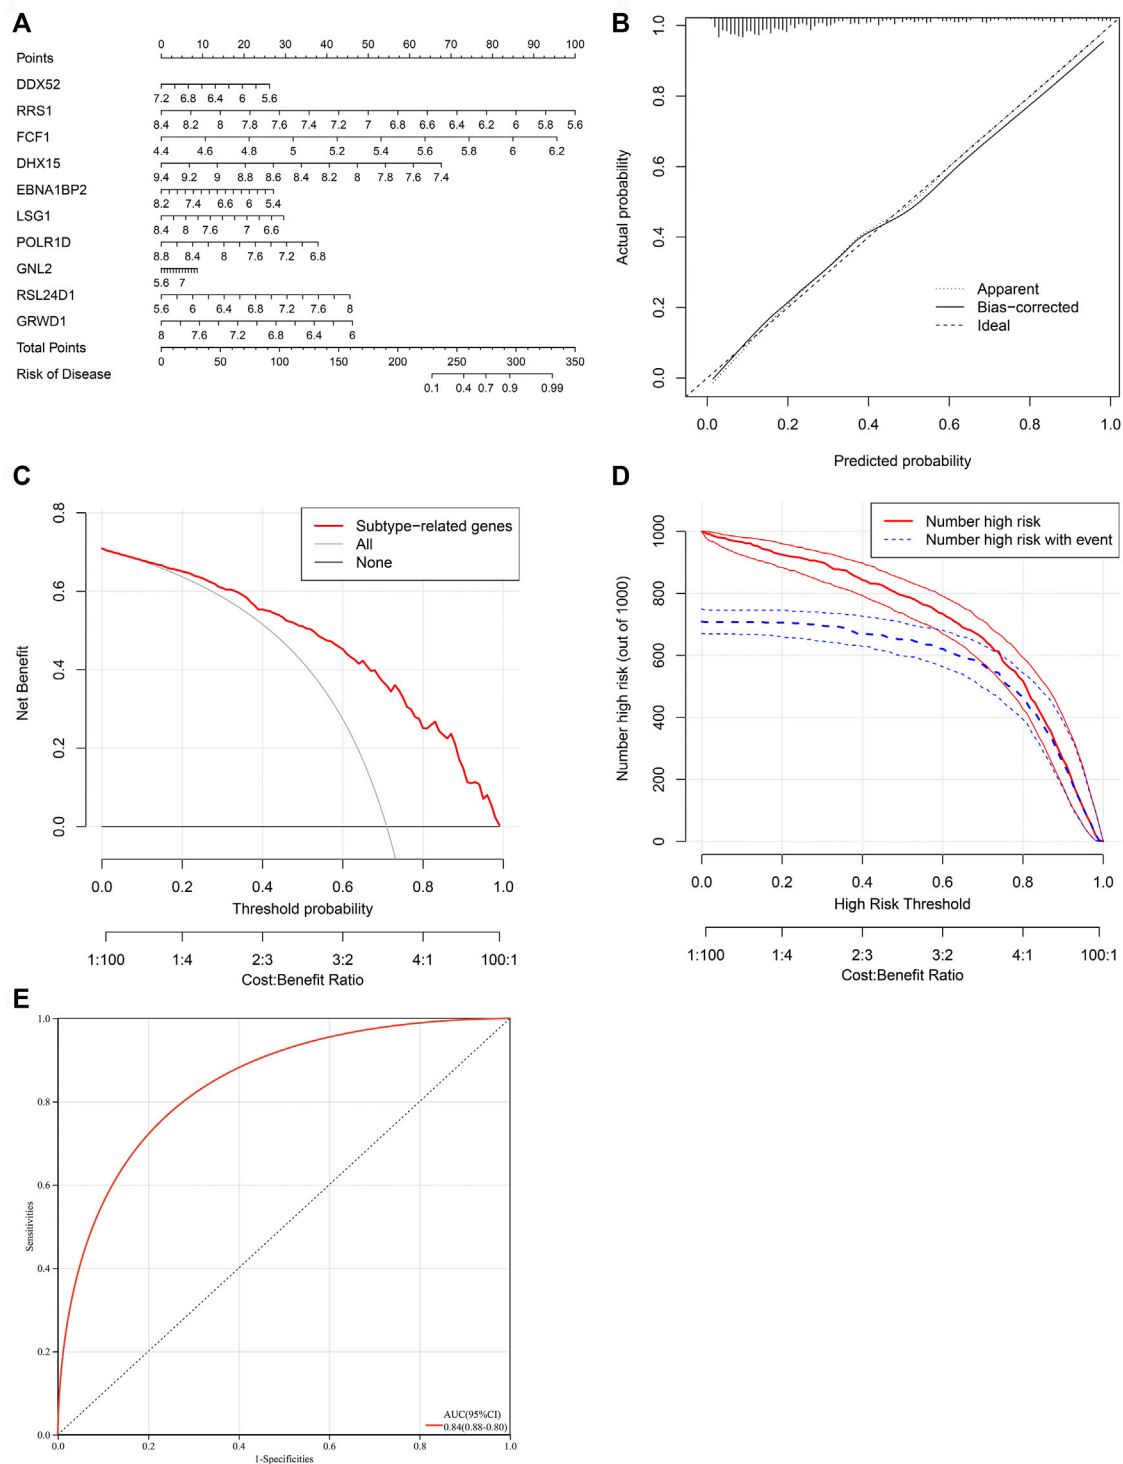 A
Points
0 10 20 30 40 50 60 70 80 90 100
DDX52
7.2 6.8 6.4 6 5.6
RRS1
8.4 8.2 8 7.8 7.6 7.4 7.2 7 6.8 6.6 6.4 6.2 6 5.8 5.6
FCF1
4.4 4.6 4.8 5 5.2 5.4 5.6 5.8 6 6.2
DHX15
9.4 9.2 9 8.8 8.6 8.4 8.2 8 7.8 7.6 7.4
EBNA1BP2
8.2 7.4 6.6 6 5.4
LSG1
8.4 8 7.6 7 6.6
POLR1D
8.8 8.4 8 7.6 7.2 6.8
GNL2
5.6 7
RSL24D1
5.6 6 6.4 6.8 7.2 7.6 8
GRWD1
8 7.6 7.2 6.8 6.4 6
Total Points
0 50 100 150 200 250 300 350
Risk of Disease
0.1 0.4 0.7 0.9 0.99
B
Actual probability
1.0
0.8
0.6
0.4
0.2
0.0
Apparent
Bias−corrected
Ideal
0.0 0.2 0.4 0.6 0.8 1.0
Predicted probability
C
Net Benefit
0.8
0.6
0.4
0.2
0.0
Subtype−related genes
All
None
0.0 0.2 0.4 0.6 0.8 1.0
Threshold probability
1:100 1:4 2:3 3:2 4:1 100:1
Cost:Benefit Ratio
D
Number high risk (out of 1000)
1000
800
600
400
200
0
Number high risk
Number high risk with event
0.0 0.2 0.4 0.6 0.8 1.0
High Risk Threshold
1:100 1:4 2:3 3:2 4:1 100:1
Cost:Benefit Ratio
E
Sensitivities
1.0
0.8
0.6
0.4
0.2
0.0
AUC(95%CI)
0.84(0.88-0.80)
0.0 0.2 0.4 0.6 0.8 1.0
1-Specificities